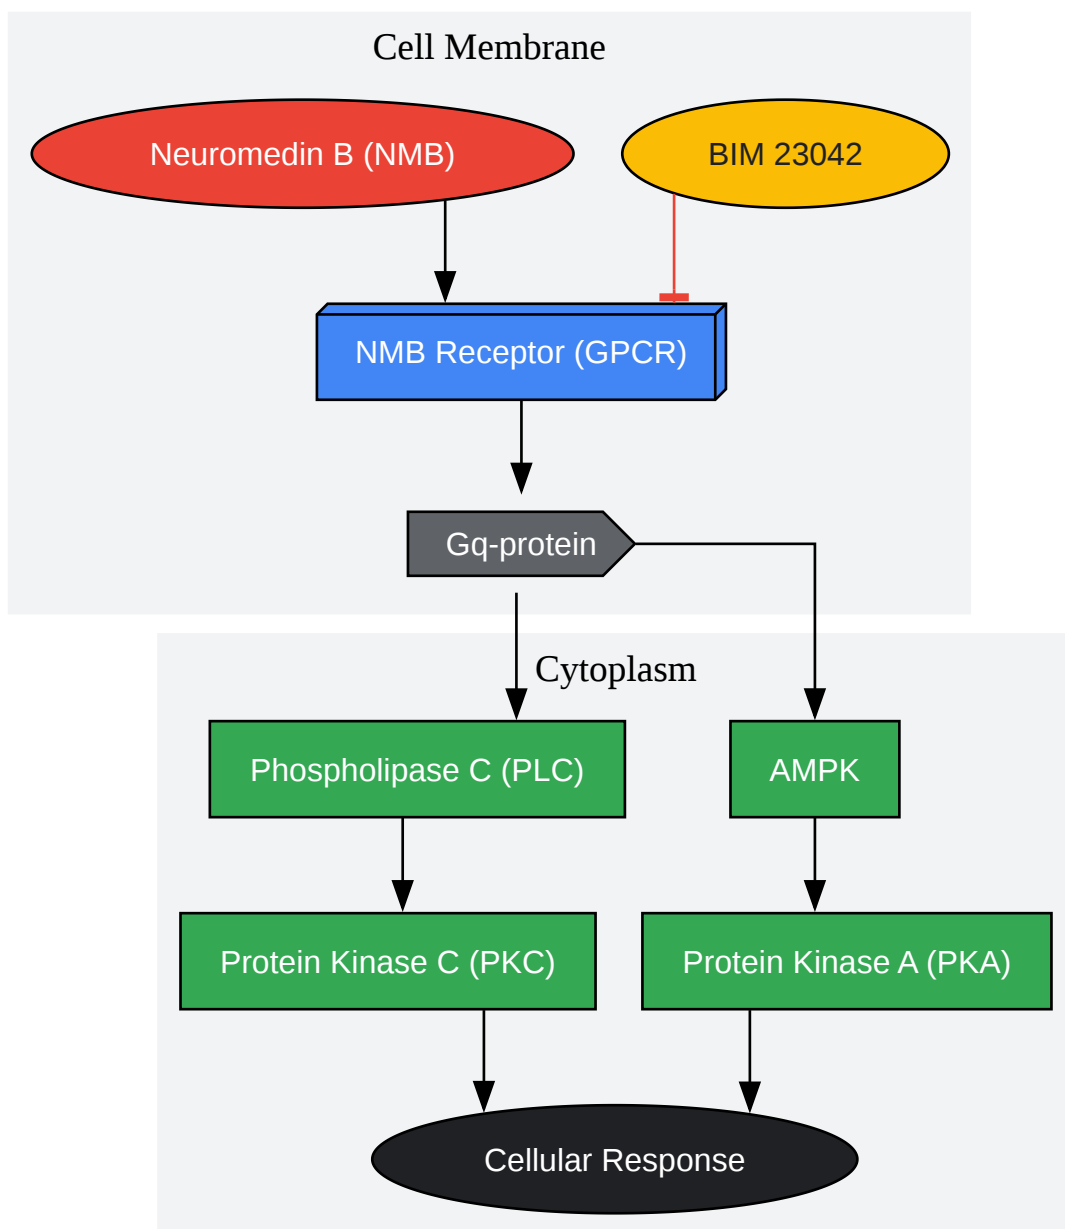 Cell Membrane
Neuromedin B (NMB)
BIM 23042
NMB Receptor (GPCR)
Gq-protein
Cytoplasm
Phospholipase C (PLC)
AMPK
Protein Kinase C (PKC)
Protein Kinase A (PKA)
Cellular Response